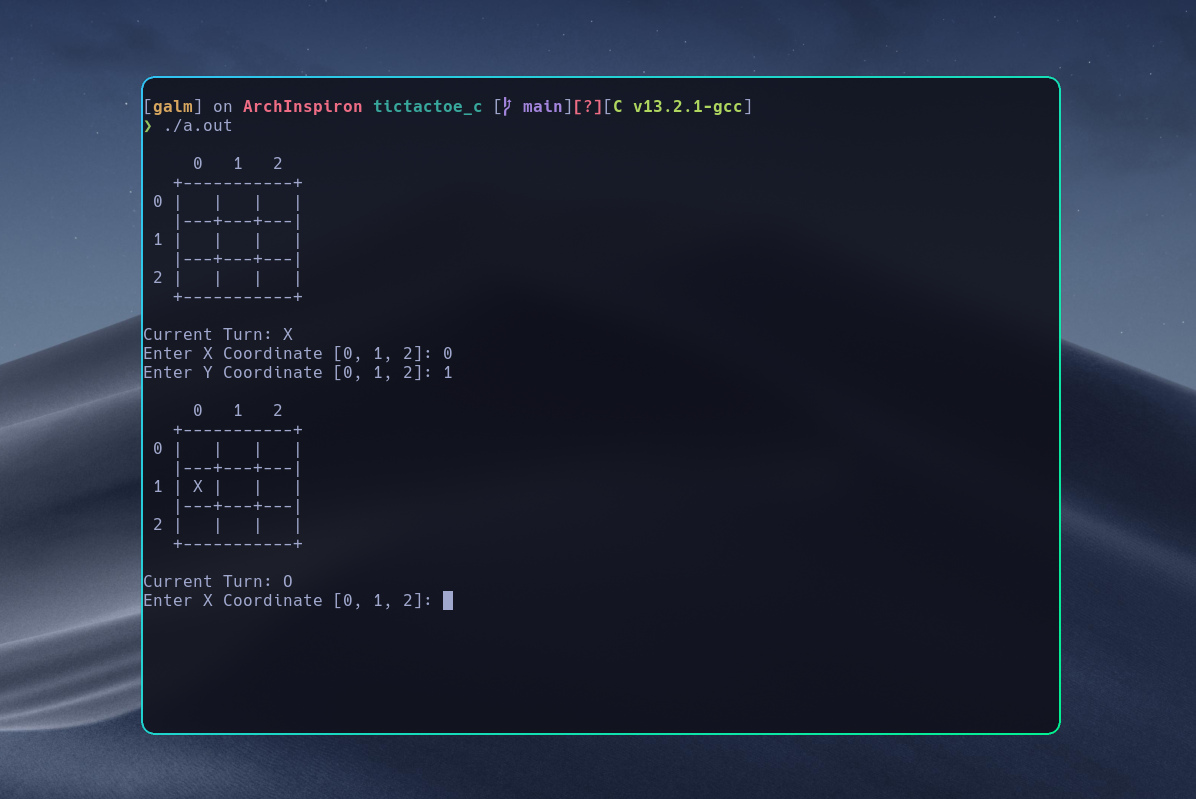 [galm] on ArchInspiron tictactoe_c [ main][?][C v13.2.1-gcc]
❯ ./a.out
     0   1   2
   +-----------+
 0 |   |   |   |
   |---+---+---|
 1 |   |   |   |
   |---+---+---|
 2 |   |   |   |
   +-----------+
Current Turn: X
Enter X Coordinate [0, 1, 2]: 0
Enter Y Coordinate [0, 1, 2]: 1
     0   1   2
   +-----------+
 0 |   |   |   |
   |---+---+---|
 1 | X |   |   |
   |---+---+---|
 2 |   |   |   |
   +-----------+
Current Turn: O
Enter X Coordinate [0, 1, 2]: